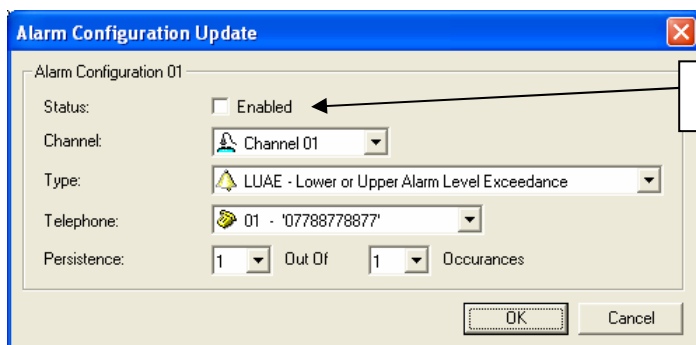 Alarm Configuration Update
Alarm Configuration 01
Status: Enabled
Channel: Channel 01
Type: LUAE - Lower or Upper Alarm Level Exceedance
Telephone: 01 - '07788778877'
Persistence: 1 Out Of 1 Occurances
OK Cancel